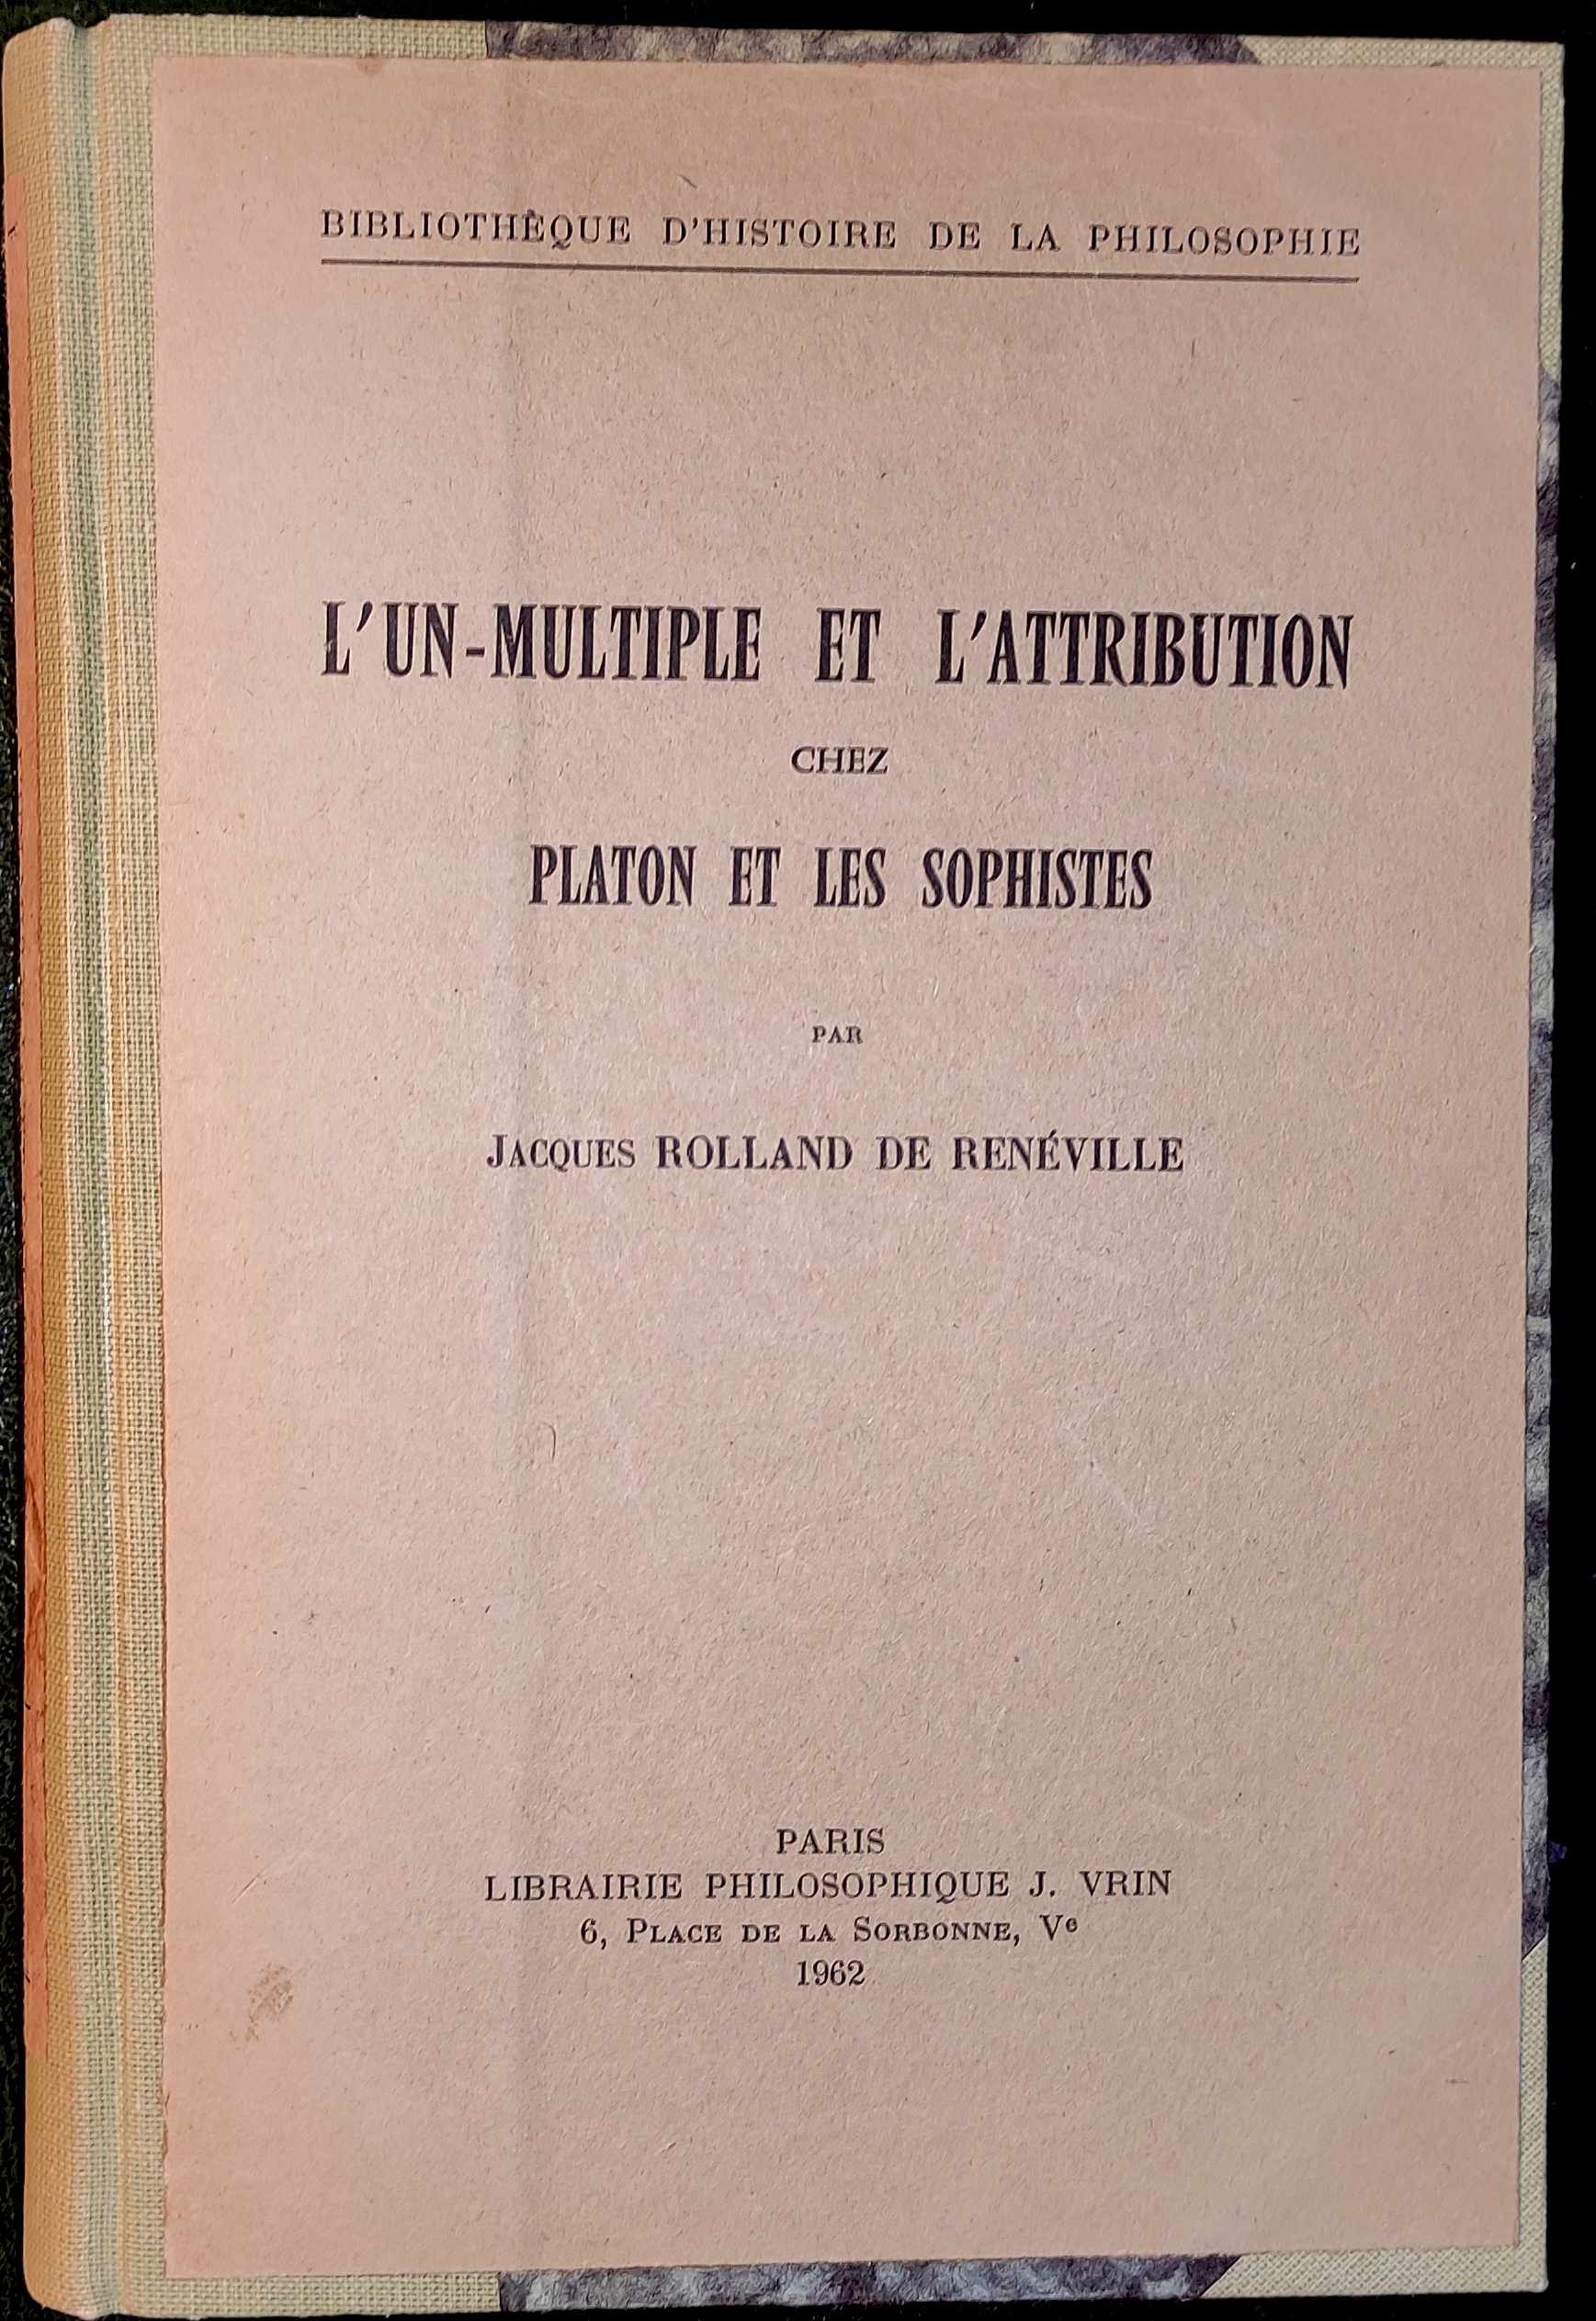 BIBLIOTHÈQUE D'HISTOIRE DE LA PHILOSOPHIE
L'UN-MULTIPLE ET L'ATTRIBUTION
CHEZ
PLATON ET LES SOPHISTES
PAR
JACQUES ROLLAND DE RENÉVILLE
PARIS
LIBRAIRIE PHILOSOPHIQUE J. VRIN
6, PLACE DE LA SORBONNE, Ve
1962